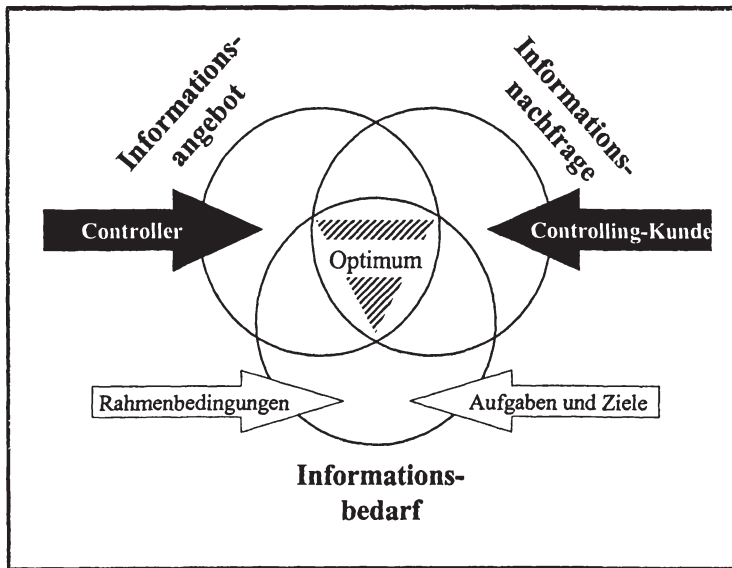 Informations-
angebot
Informations-
nachfrage
Controller
Controlling-Kunde
Optimum
Rahmenbedingungen
Aufgaben und Ziele
Informations-
bedarf